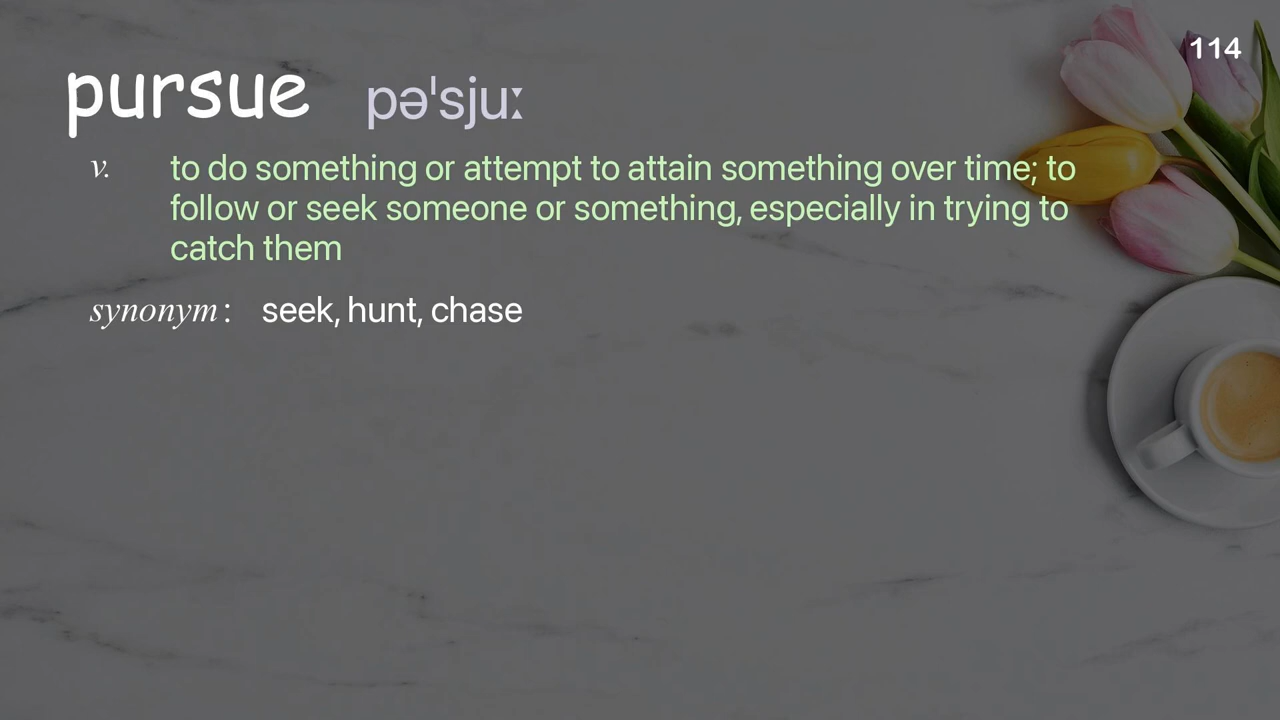 114
pursue pəˈsjuː
v. to do something or attempt to attain something over time; to
follow or seek someone or something, especially in trying to
catch them
synonym: seek, hunt, chase